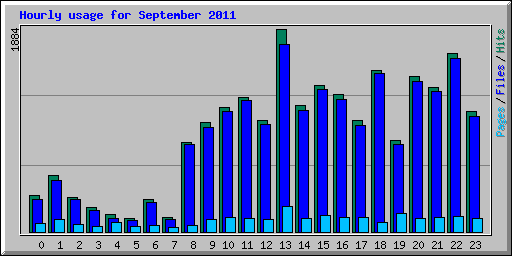 Hourly usage for September 2011
1884
Pages / Files / Hits
0 1 2 3 4 5 6 7 8 9 10 11 12 13 14 15 16 17 18 19 20 21 22 23